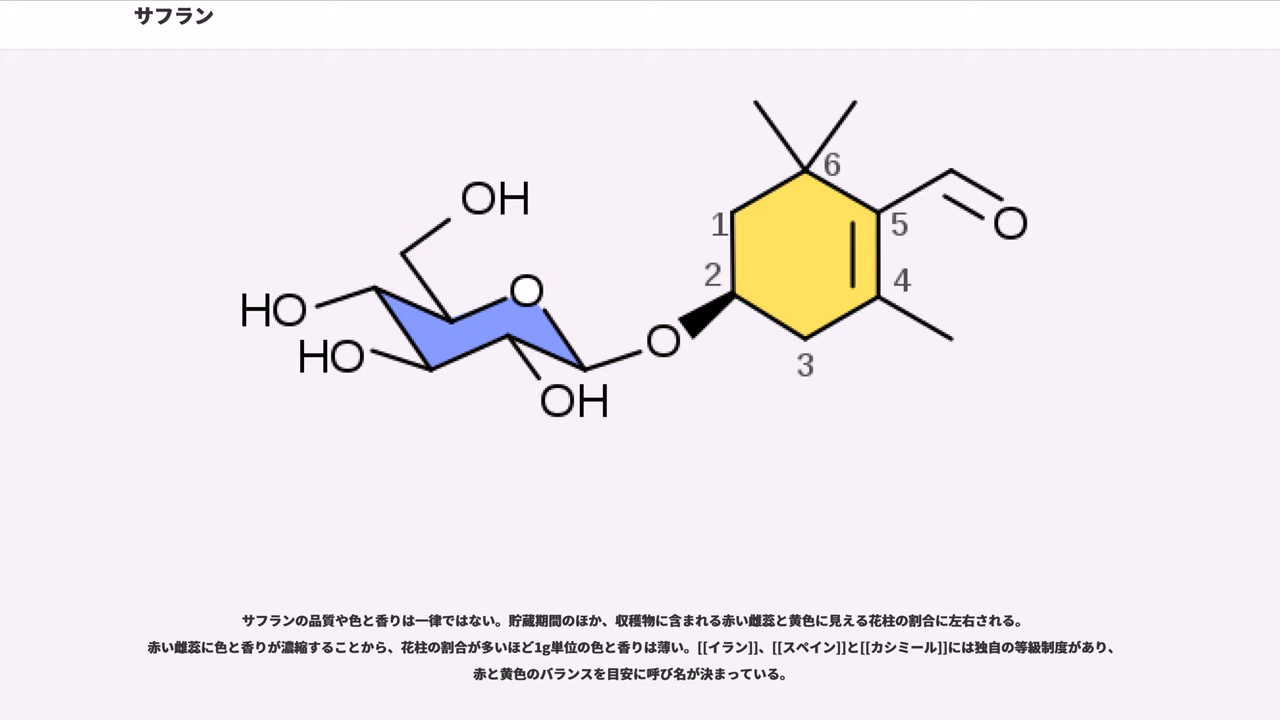 サフラン
6
OH
1
5
O
2
4
O
HO
O
HO
3
OH
サフランの品質や色と香りは一律ではない。貯蔵期間のほか、収穫物に含まれる赤い雌蕊と黄色に見える花柱の割合に左右される。
赤い雌蕊に色と香りが濃縮することから、花柱の割合が多いほど1g単位の色と香りは薄い。[[イラン]]、[[スペイン]]と[[カシミール]]には独自の等級制度があり、
赤と黄色のバランスを目安に呼び名が決まっている。